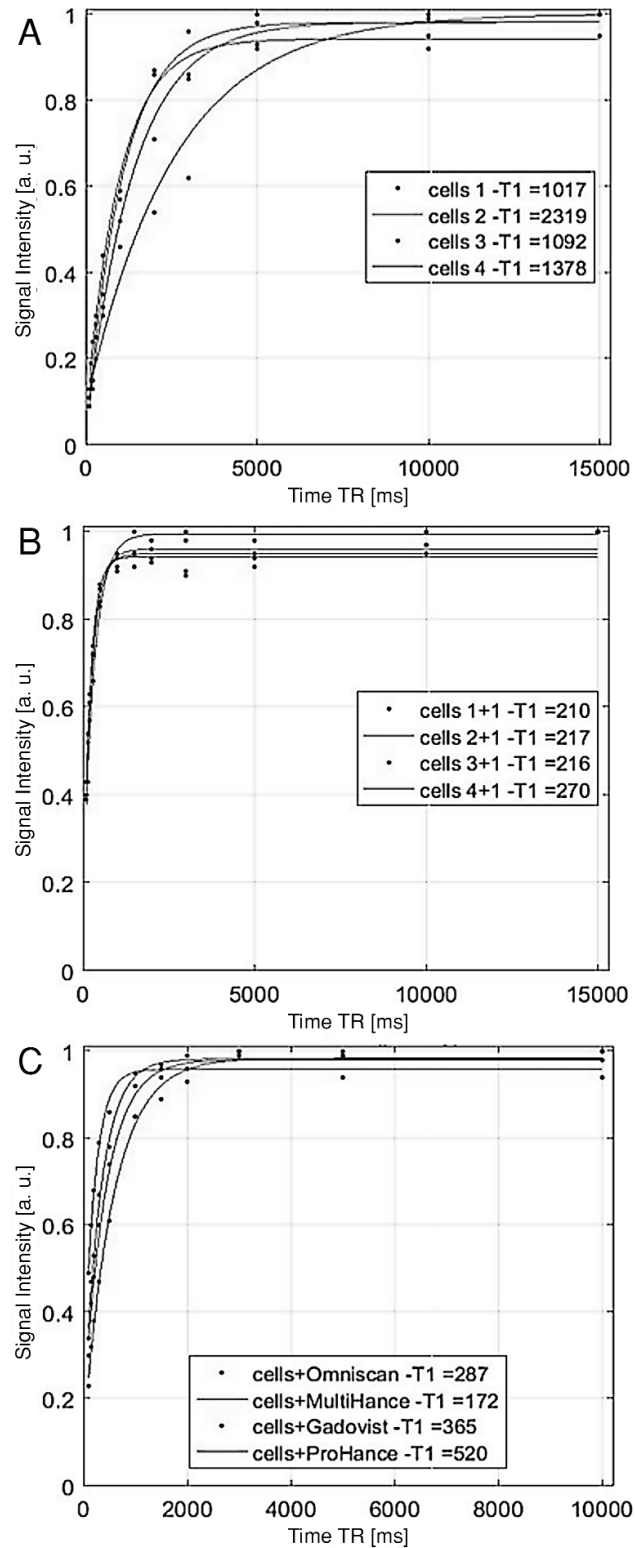 A
1
0.8
0.6
0.4
0.2
0
Signal Intensity [a. u.]
cells 1 -T1 =1017
cells 2 -T1 =2319
cells 3 -T1 =1092
cells 4 -T1 =1378
0 5000 10000 15000
Time TR [ms]
B
1
0.8
0.6
0.4
0.2
0
Signal Intensity [a. u.]
cells 1+1 -T1 =210
cells 2+1 -T1 =217
cells 3+1 -T1 =216
cells 4+1 -T1 =270
0 5000 10000 15000
Time TR [ms]
C
1
0.8
0.6
0.4
0.2
0
Signal Intensity [a. u.]
cells+Omniscan -T1 =287
cells+MultiHance -T1 =172
cells+Gadovist -T1 =365
cells+ProHance -T1 =520
0 2000 4000 6000 8000 10000
Time TR [ms]